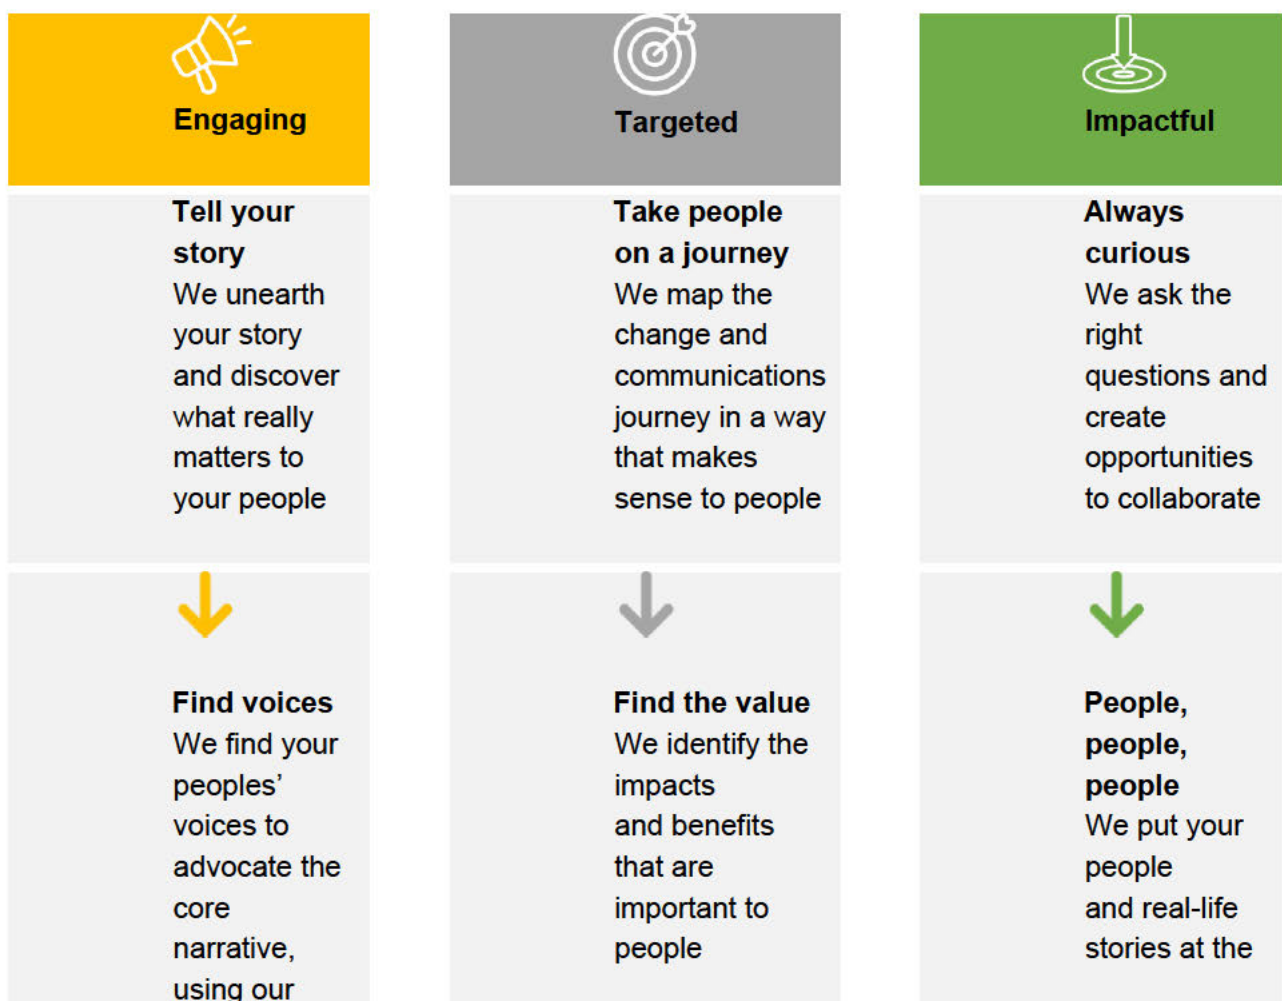 Engaging
Tell your
story
We unearth
your story
and discover
what really
matters to
your people
Find voices
We find your
peoples’
voices to
advocate the
core
narrative,
using our
Targeted
Take people
on a journey
We map the
change and
communications
journey in a way
that makes
sense to people
Find the value
We identify the
impacts
and benefits
that are
important to
people
Impactful
Always
curious
We ask the
right
questions and
create
opportunities
to collaborate
People,
people,
people
We put your
people
and real-life
stories at the